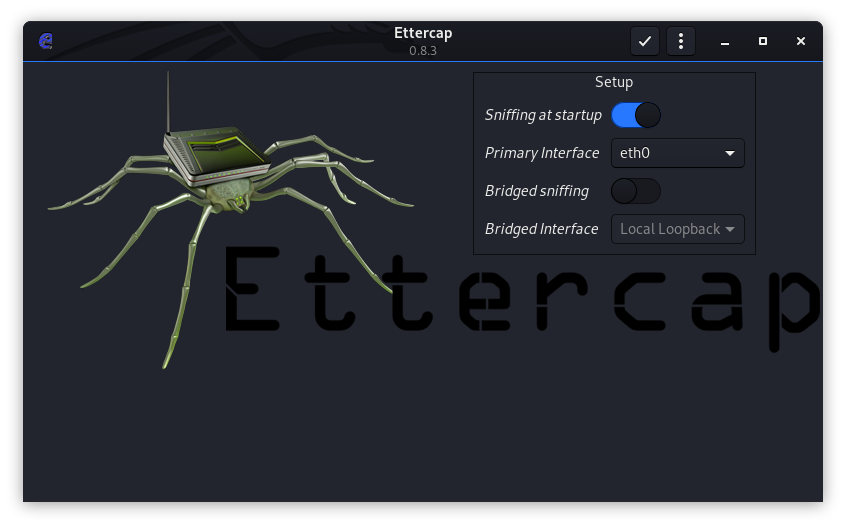 Ettercap
0.8.3
Setup
Sniffing at startup
Primary Interface eth0
Bridged sniffing
Bridged Interface Local Loopback
Ettercap